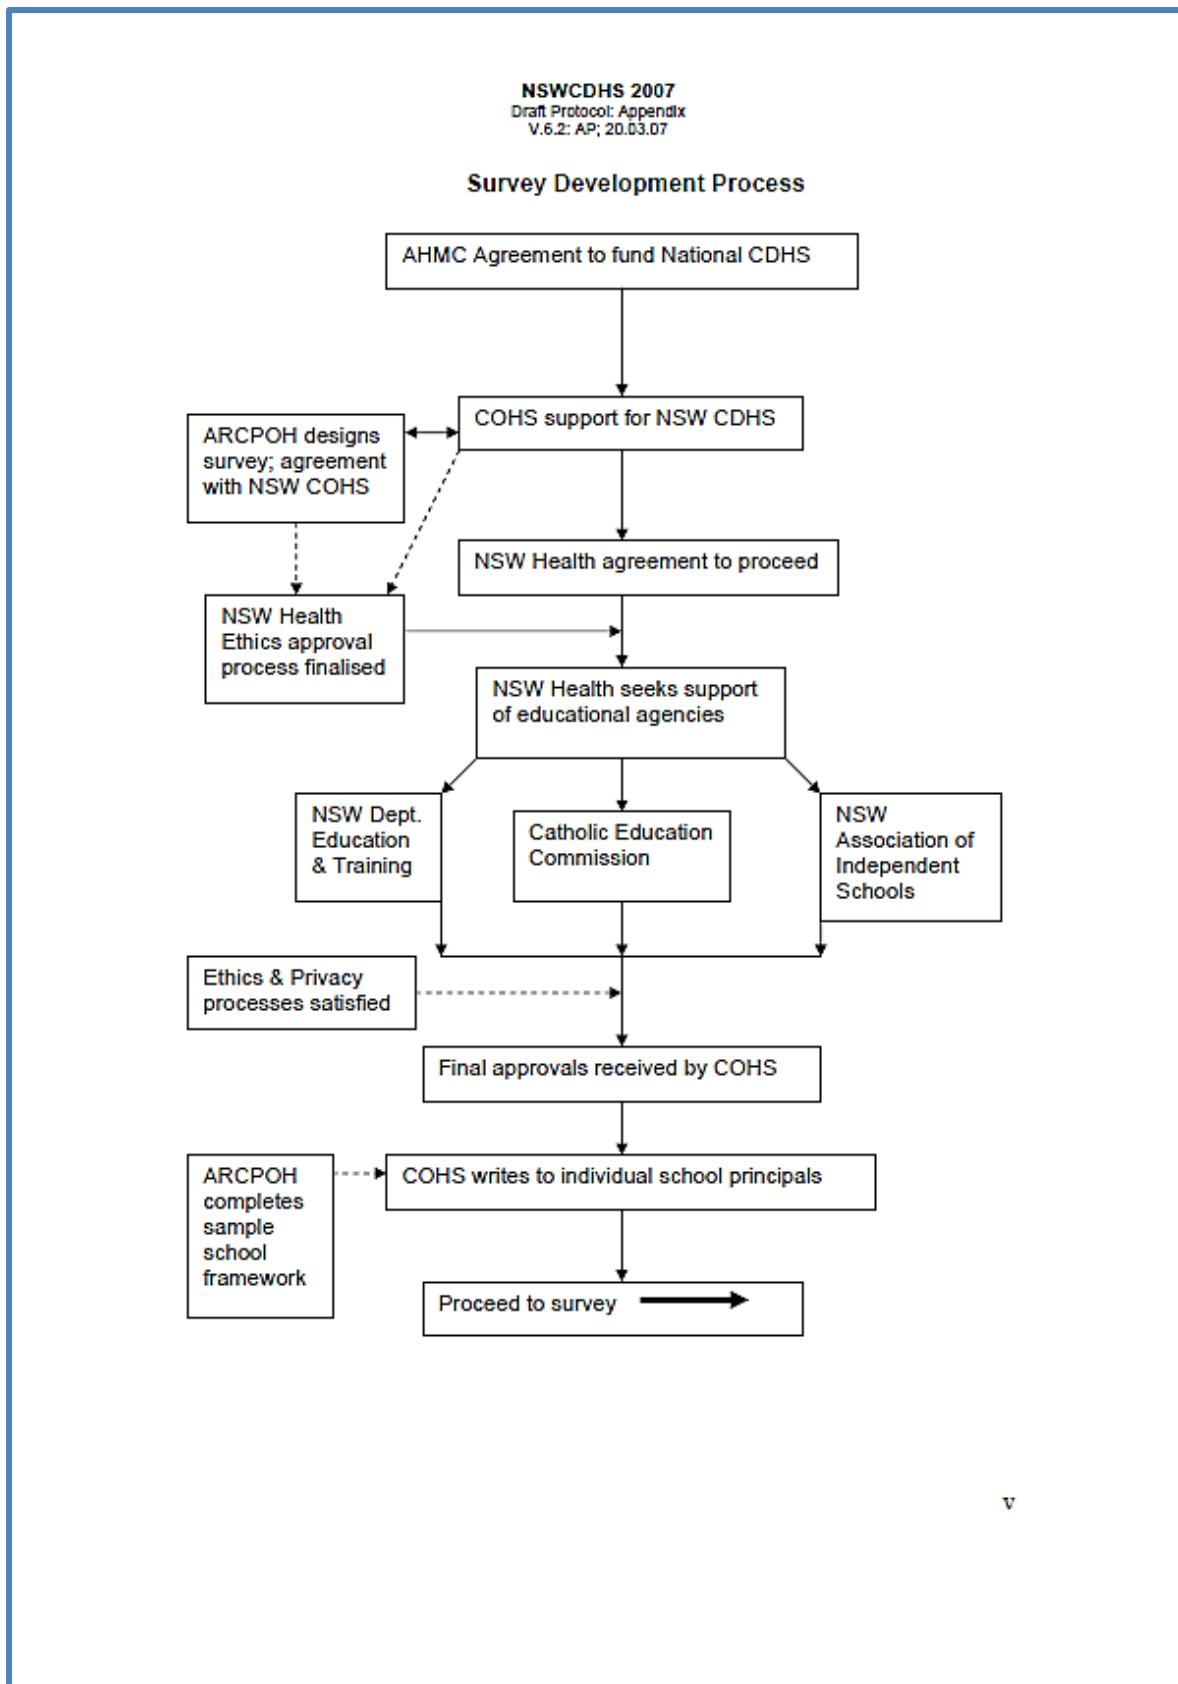 NSWCDHS 2007
Draft Protocol: Appendix
V.6.2: AP; 20.03.07
Survey Development Process
AHMC Agreement to fund National CDHS
COHS support for NSW CDHS
ARCPOH designs
survey; agreement
with NSW COHS
NSW Health agreement to proceed
NSW Health
Ethics approval
process finalised
NSW Health seeks support
of educational agencies
NSW Dept.
Education
& Training
Catholic Education
Commission
NSW
Association of
Independent
Schools
Ethics & Privacy
processes satisfied
Final approvals received by COHS
ARCPOH
completes
sample
school
framework
COHS writes to individual school principals
Proceed to survey
v